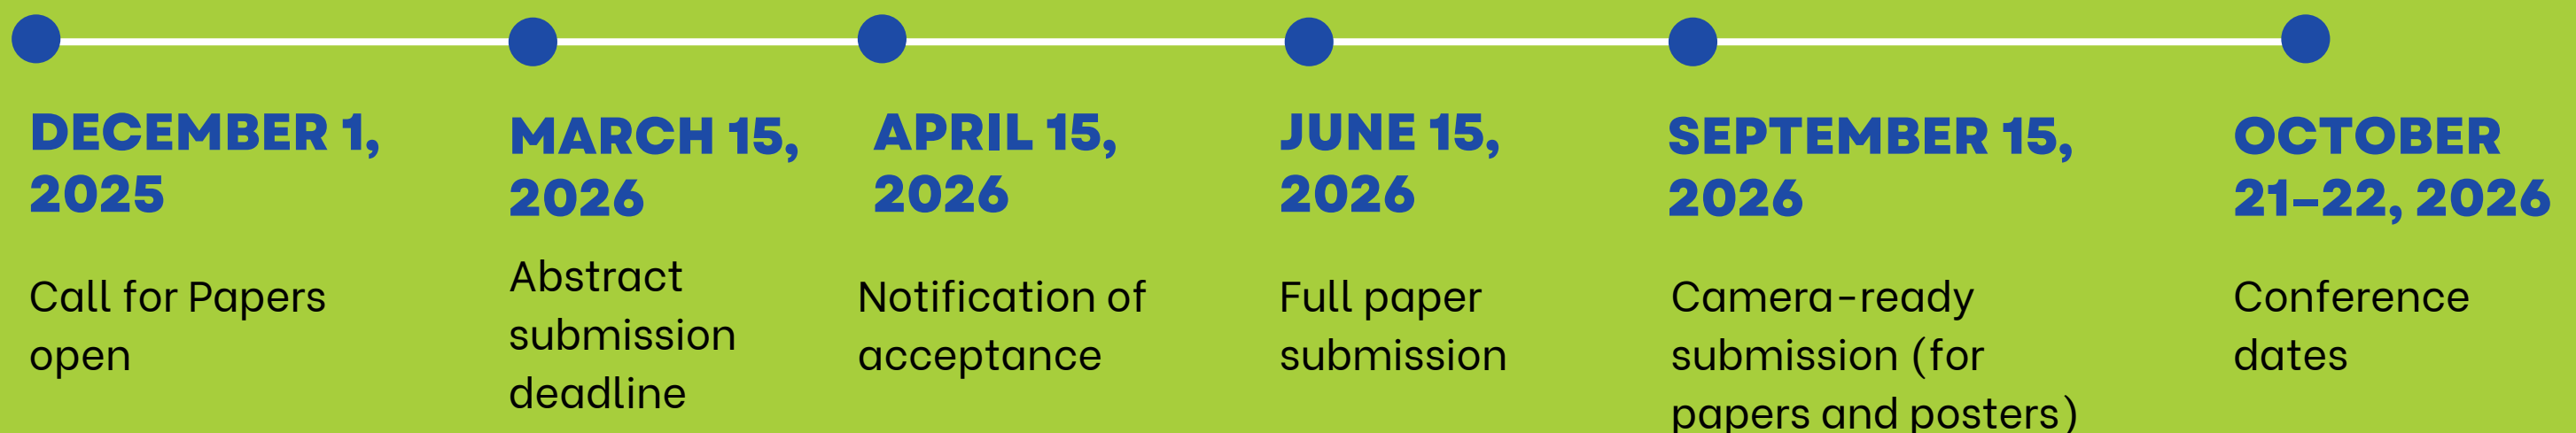 DECEMBER 1,
2025
Call for Papers
open
MARCH 15,
2026
Abstract
submission
deadline
APRIL 15,
2026
Notification of
acceptance
JUNE 15,
2026
Full paper
submission
SEPTEMBER 15,
2026
Camera-ready
submission (for
papers and posters)
OCTOBER
21–22, 2026
Conference
dates